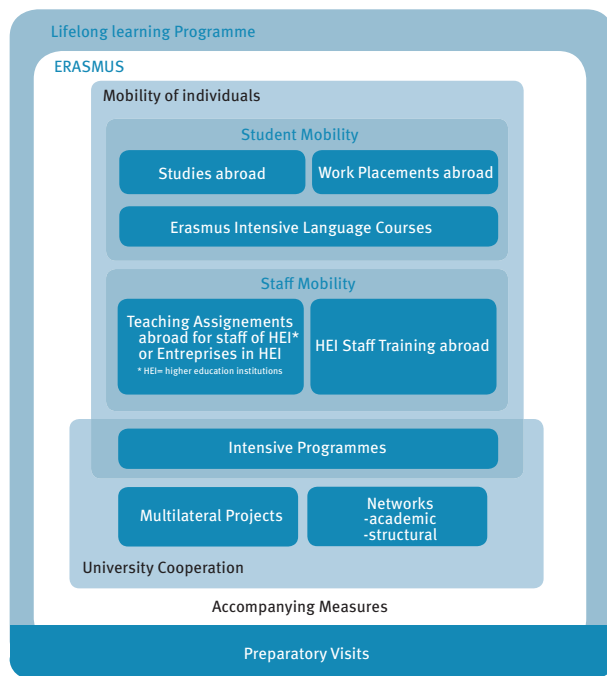 Lifelong learning Programme
ERASMUS
Mobility of individuals
Student Mobility
Studies abroad
Work Placements abroad
Erasmus Intensive Language Courses
Staff Mobility
Teaching Assignements
abroad for staff of HEI*
or Entreprises in HEI
* HEI= higher education institutions
HEI Staff Training abroad
Intensive Programmes
Multilateral Projects
Networks
-academic
-structural
University Cooperation
Accompanying Measures
Preparatory Visits